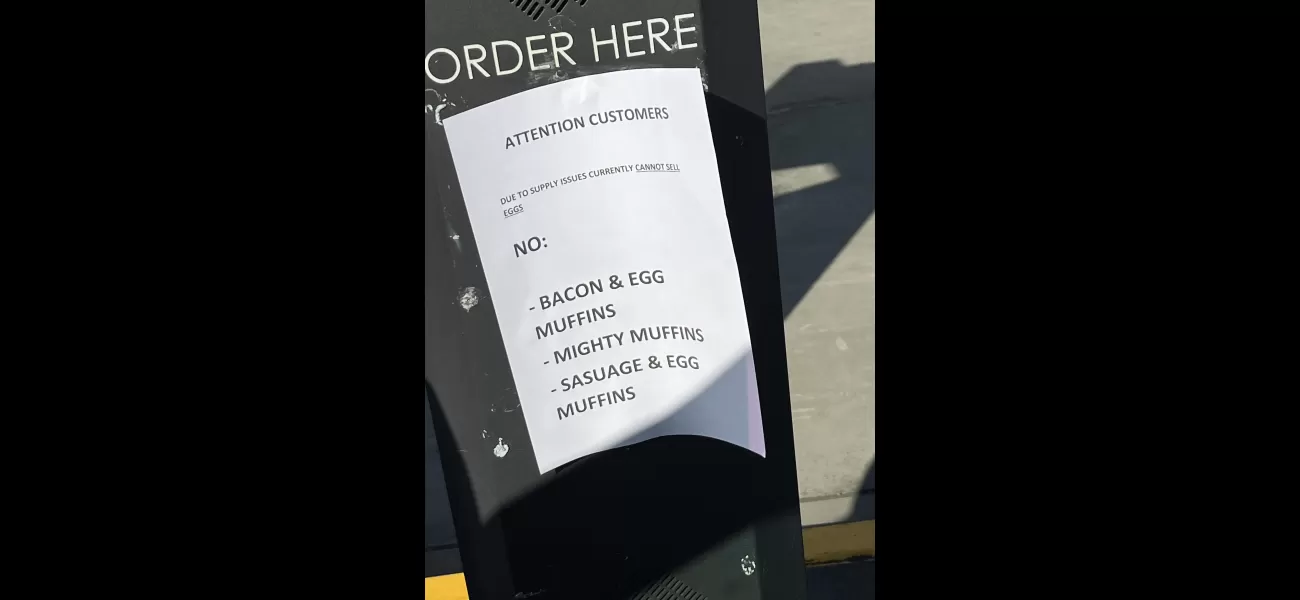 ORDER HERE
ATTENTION CUSTOMERS
DUE TO SUPPLY ISSUES CURRENTLY CANNOT SELL
EGGS
NO:
- BACON & EGG
MUFFINS
- MIGHTY MUFFINS
- SASUAGE & EGG
MUFFINS